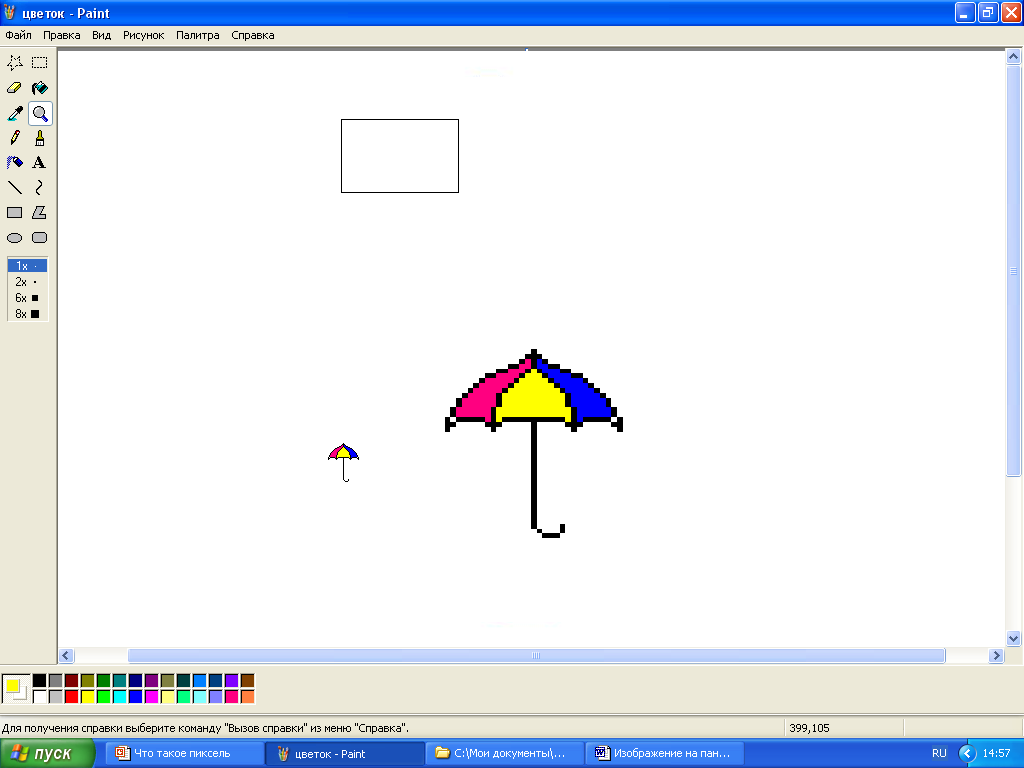 цветок - Paint
Файл Правка Вид Рисунок Палитра Справка
A
1x
2x
6x
8x
Для получения справки выберите команду "Вызов справки" из меню "Справка".
399,105
пуск
Что такое пиксель
цветок - Paint
C:\Мои документы\...
Изображение на пан...
RU
14:57